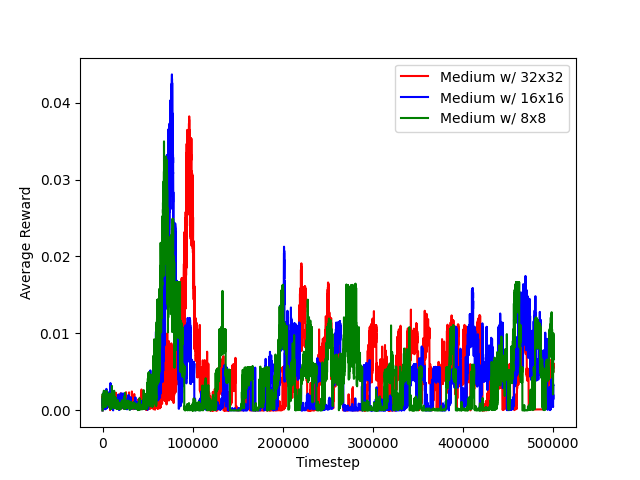 Medium w/ 32x32
Medium w/ 16x16
Medium w/ 8x8
0.04
0.03
0.02
0.01
0.00
Average Reward
0 100000 200000 300000 400000 500000
Timestep